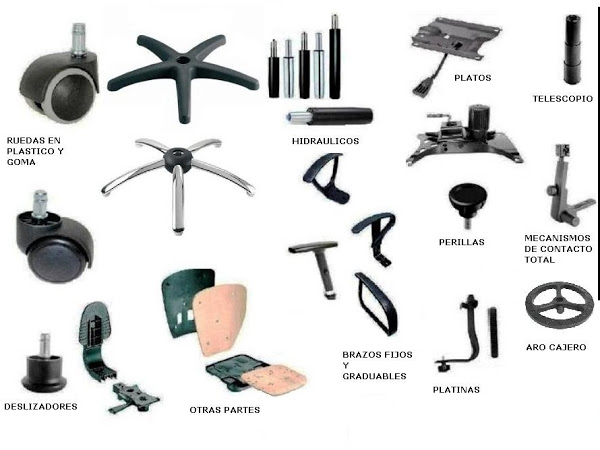 PLATOS
TELESCOPIO
RUEDAS EN
PLASTICO Y
GOMA
HIDRAULICOS
PERILLAS
MECANISMOS
DE CONTACTO
TOTAL
ARO CAJERO
BRAZOS FIJOS
Y
GRADUABLES
PLATINAS
DESLIZADORES
OTRAS PARTES